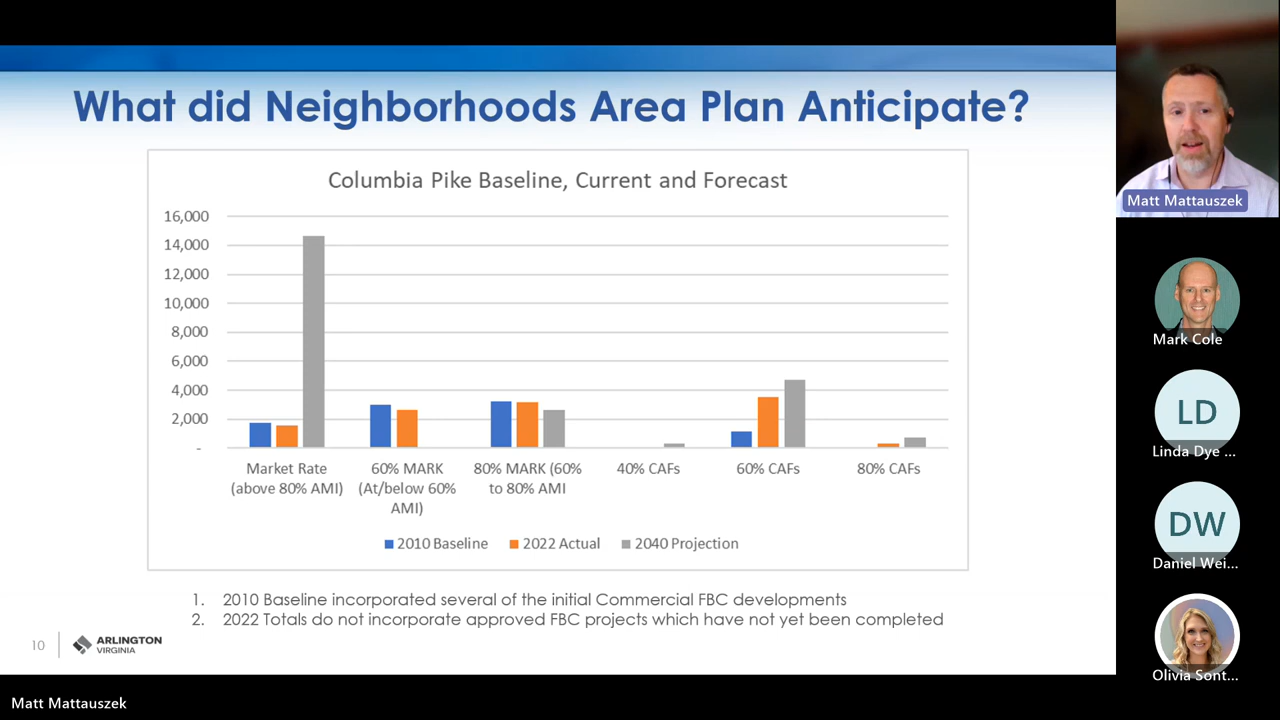 What did Neighborhoods Area Plan Anticipate?
Columbia Pike Baseline, Current and Forecast
16,000
14,000
12,000
10,000
8,000
6,000
4,000
2,000
-
Market Rate
(above 80% AMI)
60% MARK
(At/below 60%
AMI)
80% MARK (60%
to 80% AMI
40% CAFs
60% CAFs
80% CAFs
2010 Baseline
2022 Actual
2040 Projection
1. 2010 Baseline incorporated several of the initial Commercial FBC developments
2. 2022 Totals do not incorporate approved FBC projects which have not yet been completed
10
ARLINGTON
VIRGINIA
Matt Mattauszek
Mark Cole
LD
Linda Dye ...
DW
Daniel Wei...
Olivia Sont...
Matt Mattauszek